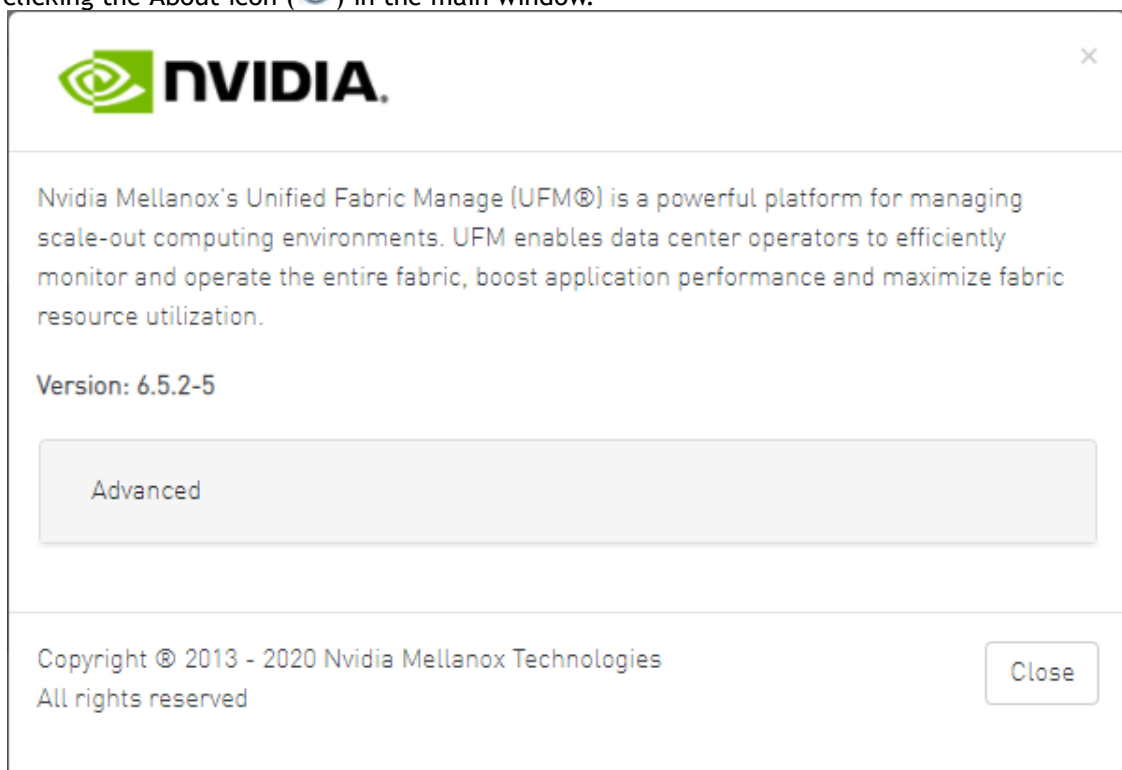 clicking the About icon ( ) in the main window.
NVIDIA.
×
Nvidia Mellanox's Unified Fabric Manage (UFM®) is a powerful platform for managing
scale-out computing environments. UFM enables data center operators to efficiently
monitor and operate the entire fabric, boost application performance and maximize fabric
resource utilization.
Version: 6.5.2-5
Advanced
Copyright ® 2013 - 2020 Nvidia Mellanox Technologies
All rights reserved
Close